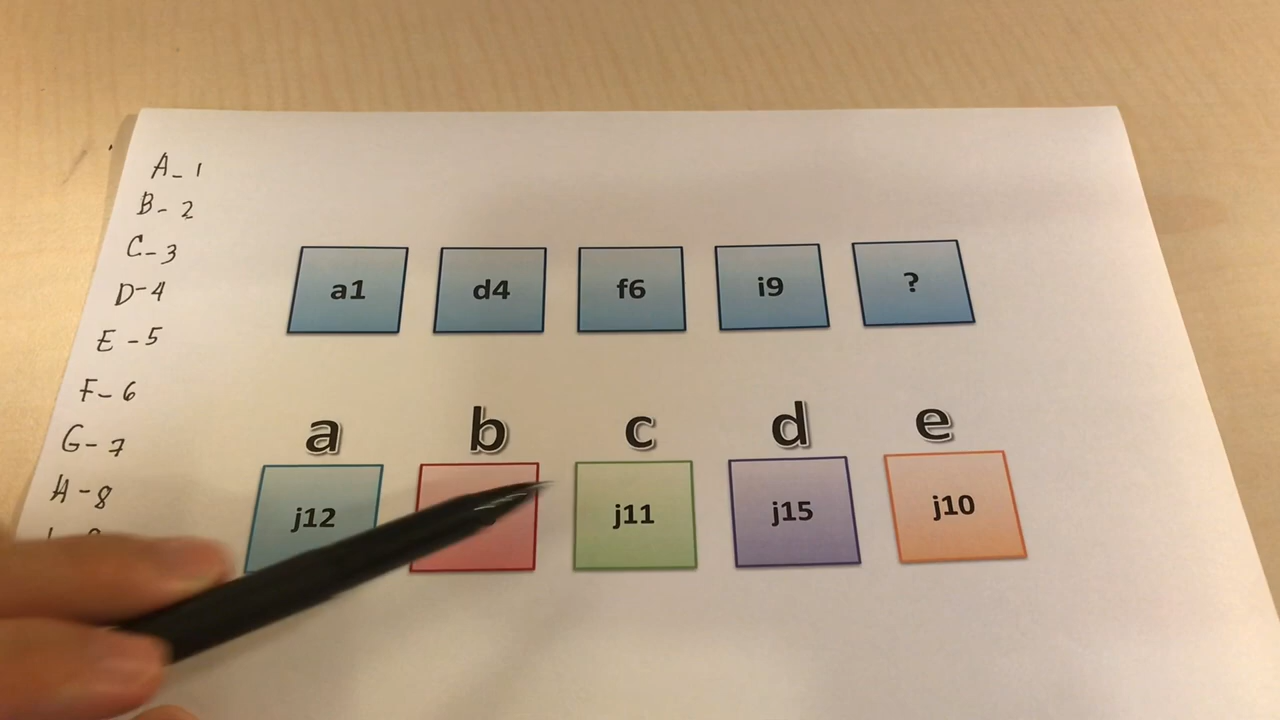 A-1
B-2
C-3
D-4
E-5
F-6
G-7
H-8
a1 d4 f6 i9 ?
a b c d e
j12 j11 j15 j10